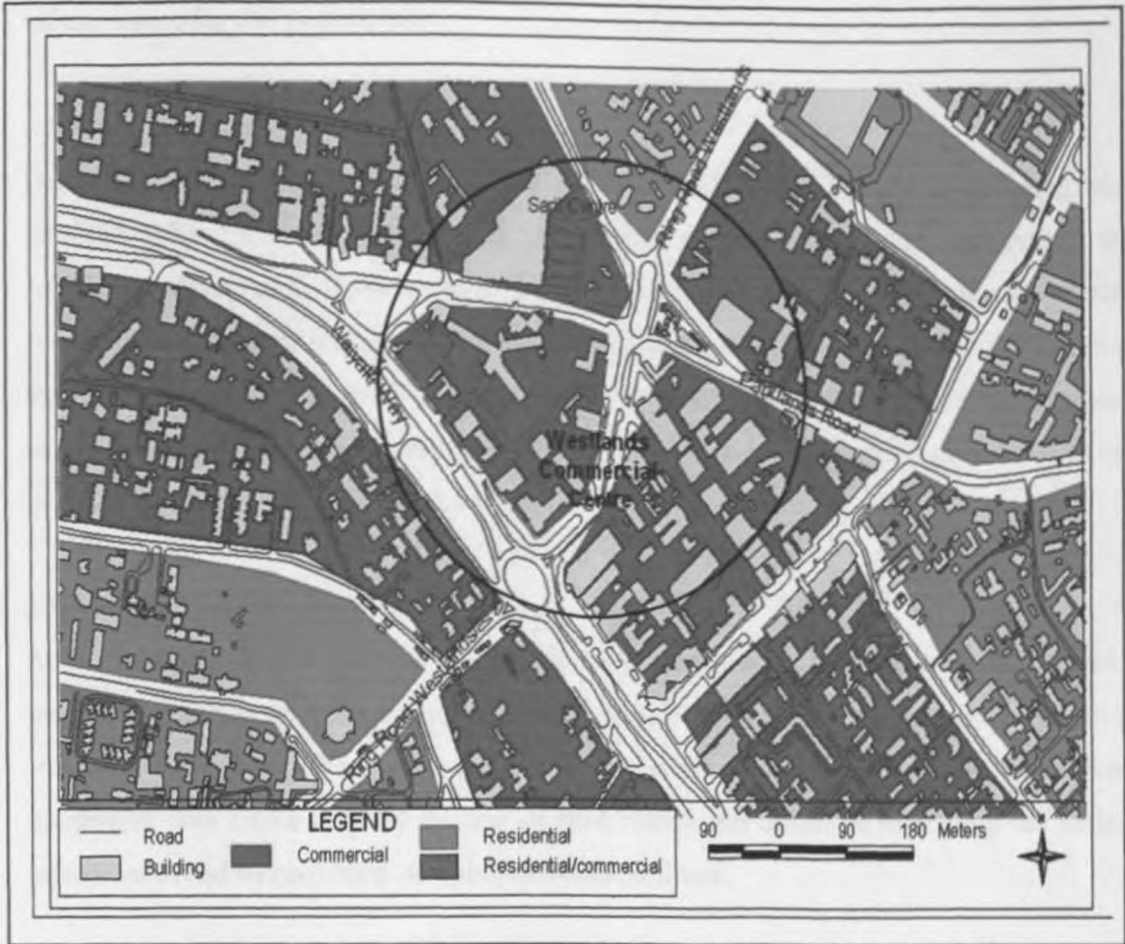 Ring Road Westlands
Sarit Centre
Waiyaki Way
Road
Westlands
Commercial
Centre
Ring Road Westlands
LEGEND
Road
Building
Commercial
Residential
Residential/commercial
90 0 90 180 Meters